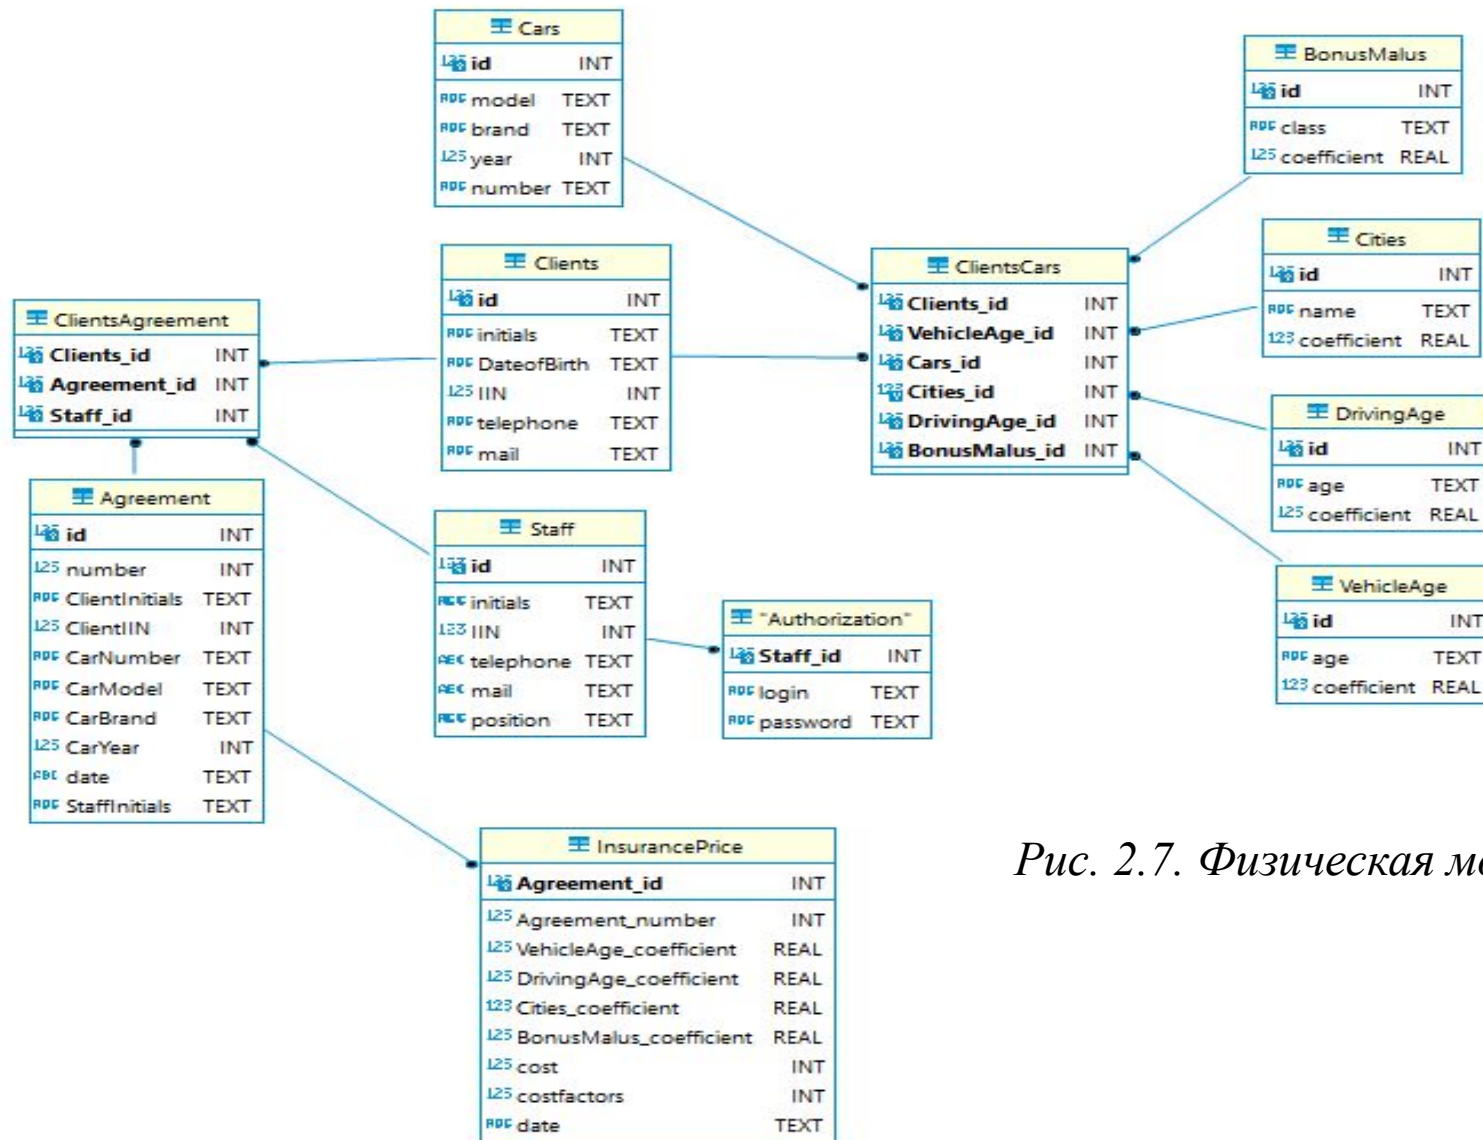 Cars
id INT
model TEXT
brand TEXT
year INT
number TEXT
BonusMalus
id INT
class TEXT
coefficient REAL
Cities
id INT
name TEXT
coefficient REAL
Clients
id INT
initials TEXT
DateofBirth TEXT
IIN INT
telephone TEXT
mail TEXT
ClientsCars
Clients_id INT
VehicleAge_id INT
Cars_id INT
Cities_id INT
DrivingAge_id INT
BonusMalus_id INT
ClientsAgreement
Clients_id INT
Agreement_id INT
Staff_id INT
DrivingAge
id INT
age TEXT
coefficient REAL
Agreement
id INT
number INT
ClientInitials TEXT
ClientIIN INT
CarNumber TEXT
CarModel TEXT
CarBrand TEXT
CarYear INT
date TEXT
StaffInitials TEXT
Staff
id INT
initials TEXT
IIN INT
telephone TEXT
mail TEXT
position TEXT
"Authorization"
Staff_id INT
login TEXT
password TEXT
VehicleAge
id INT
age TEXT
coefficient REAL
InsurancePrice
Agreement_id INT
Agreement_number INT
VehicleAge_coefficient REAL
DrivingAge_coefficient REAL
Cities_coefficient REAL
BonusMalus_coefficient REAL
cost INT
costfactors INT
date TEXT
Рис. 2.7. Физическая